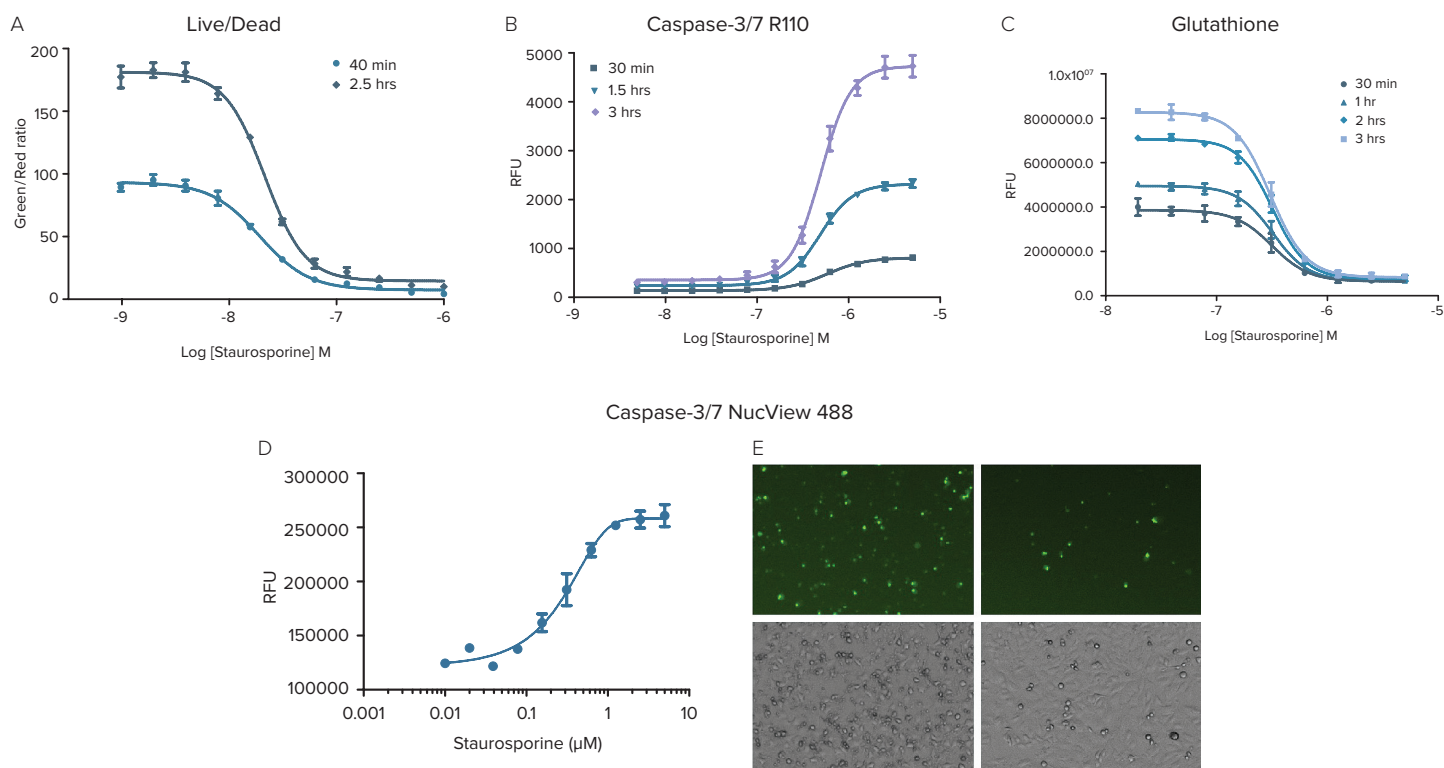 A
Live/Dead
200
150
100
50
0
Green/Red ratio
40 min
2.5 hrs
-9
-8
-7
-6
Log [Staurosporine] M
B
Caspase-3/7 R110
5000
4000
3000
2000
1000
0
RFU
30 min
1.5 hrs
3 hrs
-9
-8
-7
-6
-5
Log [Staurosporine] M
C
Glutathione
1.0x10⁰⁷
8000000.0
6000000.0
4000000.0
2000000.0
0.0
RFU
30 min
1 hr
2 hrs
3 hrs
-8
-7
-6
-5
Log [Staurosporine] M
Caspase-3/7 NucView 488
D
300000
250000
200000
150000
100000
RFU
0.001
0.01
0.1
1
10
Staurosporine (µM)
E